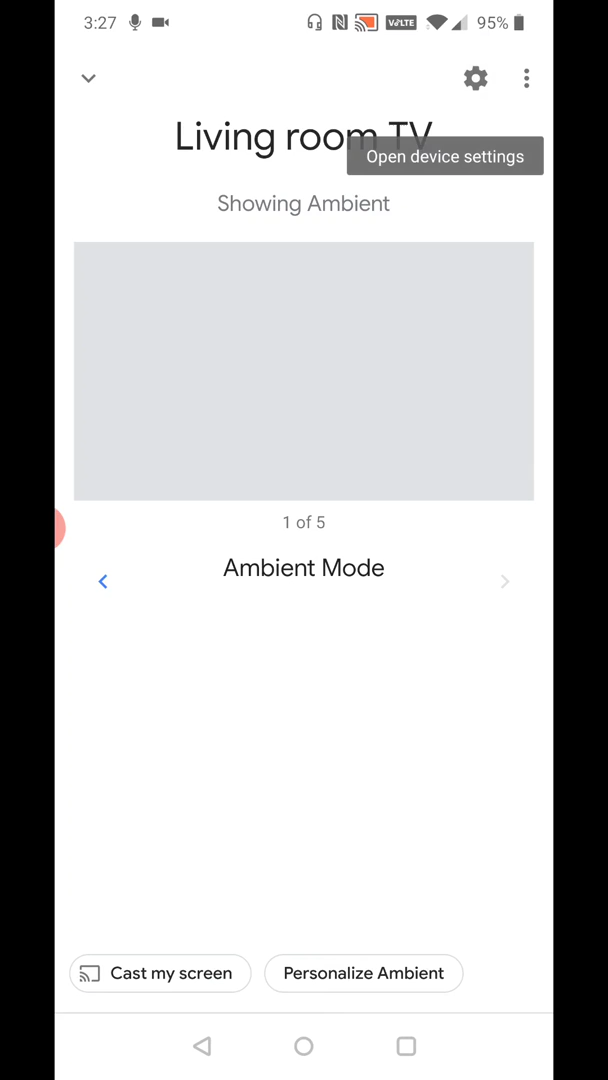 3:27 VoLTE 95%
Living room TV
Open device settings
Showing Ambient
1 of 5
Ambient Mode
Cast my screen Personalize Ambient